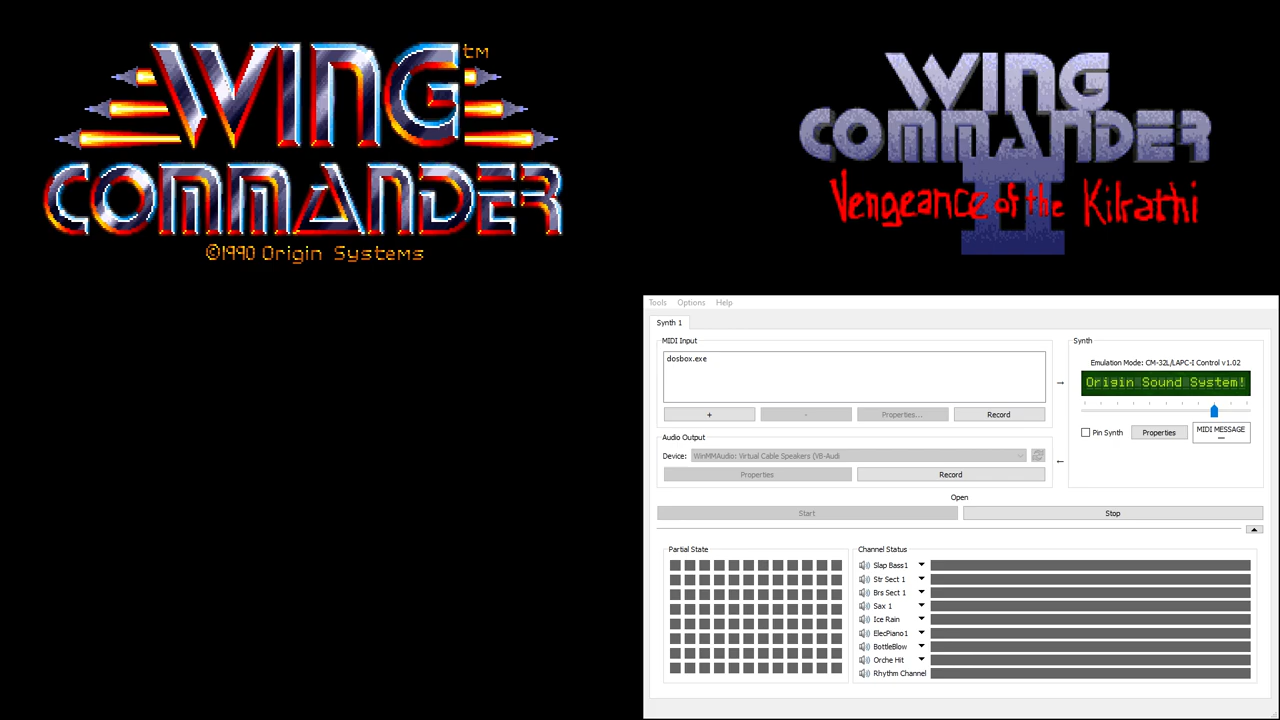 WING
COMMANDER
TM
©1990 Origin Systems
WING
COMMANDER
II
Vengeance of the Kilrathi
Tools Options Help
Synth 1
MIDI Input
dosbox.exe
+ - Properties... Record
Audio Output
Device: WinMMAudio: Virtual Cable Speakers (VB-Audi
Properties Record
Synth
Emulation Mode: CM-32L/LAPC-I Control v1.02
Origin Sound System!
Pin Synth Properties MIDI MESSAGE
Open
Start Stop
Partial State
Channel Status
Slap Bass1
Str Sect 1
Brs Sect 1
Sax 1
Ice Rain
ElecPiano1
BottleBlow
Orche Hit
Rhythm Channel